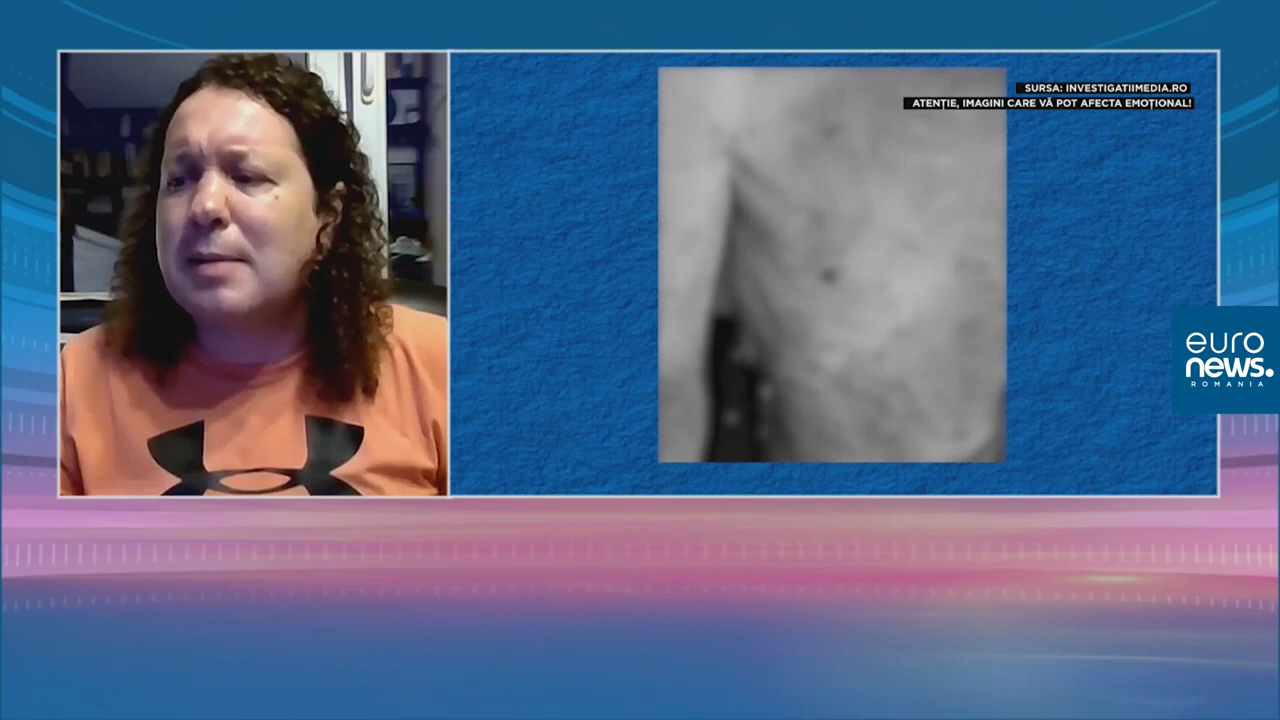 SURSA: INVESTIGATIIMEDIA.RO
ATENȚIE, IMAGINI CARE VĂ POT AFECTA EMOȚIONAL!
euro
news.
ROMANIA